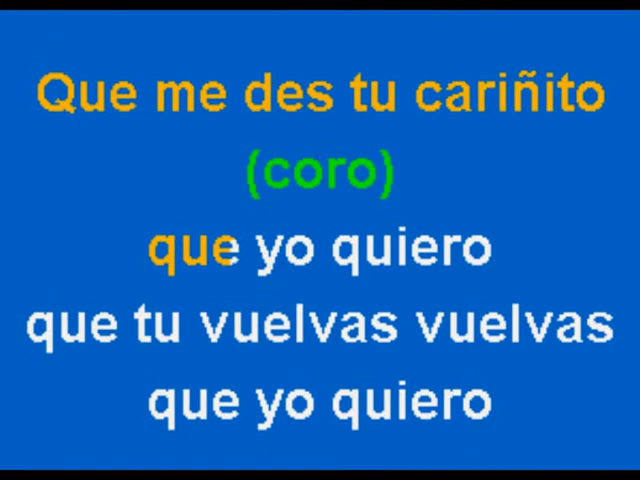 Que me des tu cariñito
(coro)
que yo quiero
que tu vuelvas vuelvas
que yo quiero